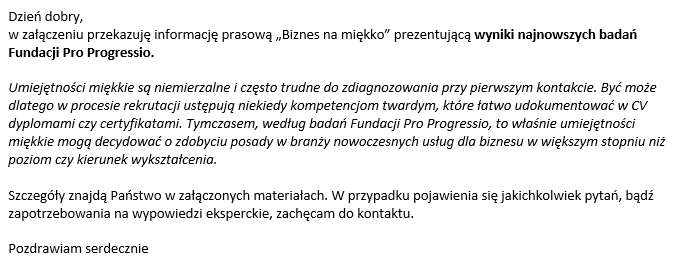 Dzień dobry,
w załączeniu przekazuję informację prasową „Biznes na miękko” prezentującą wyniki najnowszych badań
Fundacji Pro Progressio.
Umiejętności miękkie są niemierzalne i często trudne do zdiagnozowania przy pierwszym kontakcie. Być może
dlatego w procesie rekrutacji ustępują niekiedy kompetencjom twardym, które łatwo udokumentować w CV
dyplomami czy certyfikatami. Tymczasem, według badań Fundacji Pro Progressio, to właśnie umiejętności
miękkie mogą decydować o zdobyciu posady w branży nowoczesnych usług dla biznesu w większym stopniu niż
poziom czy kierunek wykształcenia.
Szczegóły znajdą Państwo w załączonych materiałach. W przypadku pojawienia się jakichkolwiek pytań, bądź
zapotrzebowania na wypowiedzi eksperckie, zachęcam do kontaktu.
Pozdrawiam serdecznie